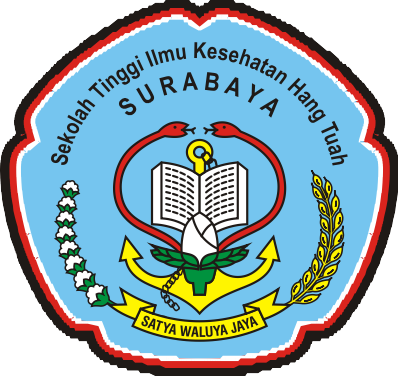 Sekolah Tinggi Ilmu Kesehatan Hang Tuah
SURABAYA
SATYA WALUYA JAYA